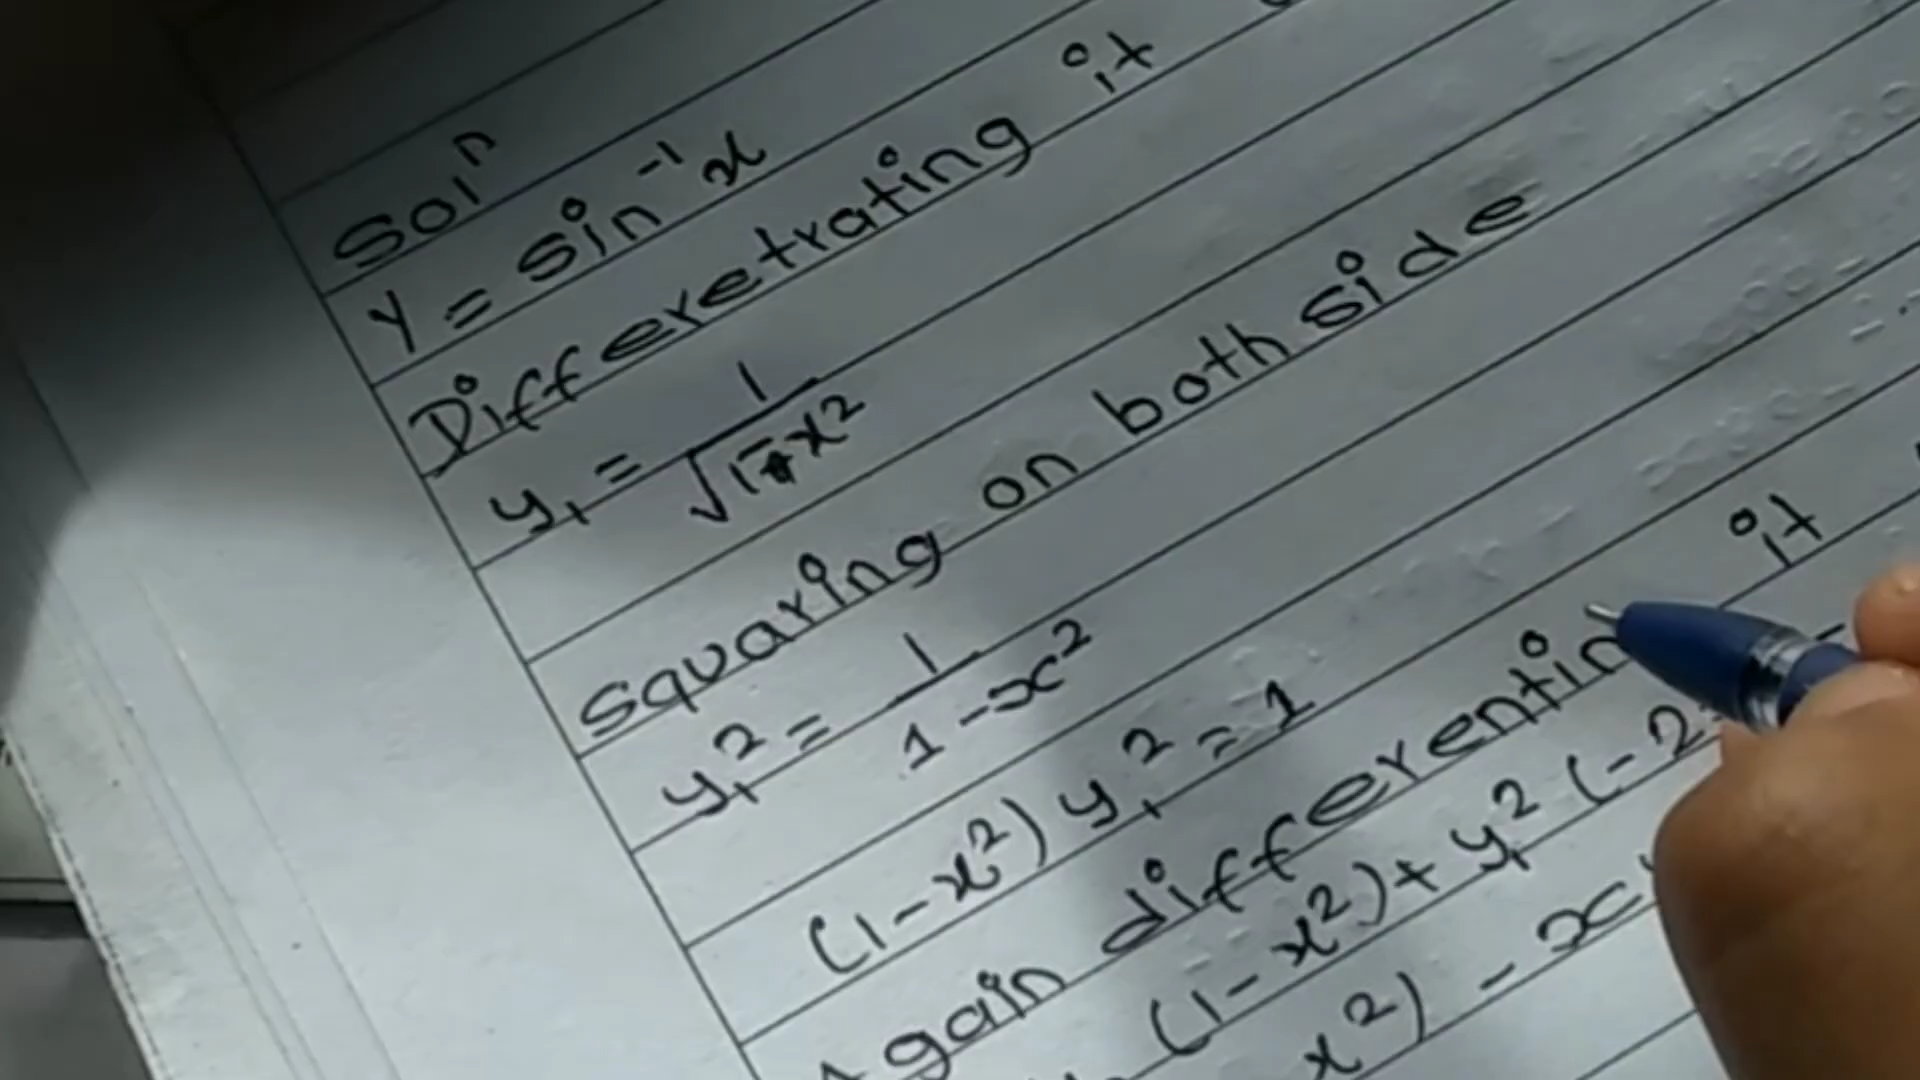 Solⁿ
y = sin⁻¹x
Differetrating it
y₁ = 1/√1-x²
squaring on both side
y₁² = 1/1-x²
(1-x²) y₁² = 1
Again differentin it
(1-x²) + y₁² (-2
x²) - x